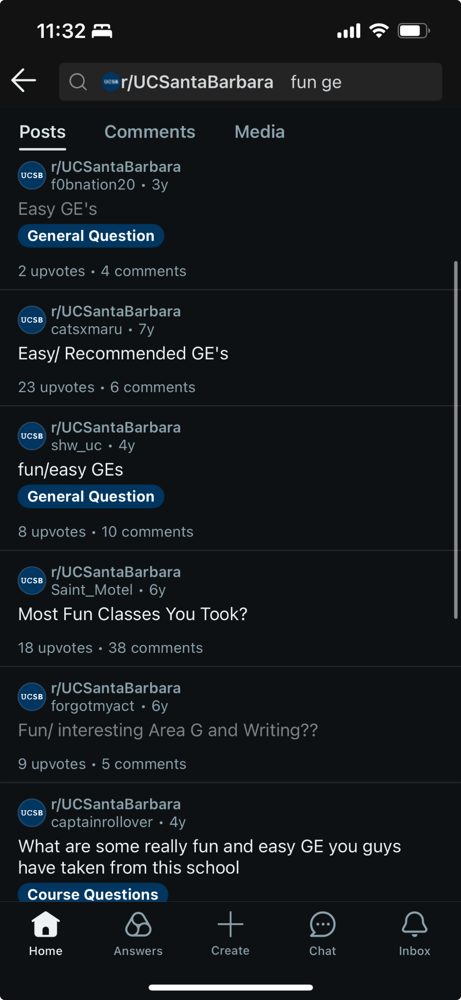 11:32
r/UCSantaBarbara fun ge
Posts Comments Media
UCSB r/UCSantaBarbara
f0bnation20 • 3y
Easy GE's
General Question
2 upvotes • 4 comments
UCSB r/UCSantaBarbara
catsxmaru • 7y
Easy/ Recommended GE's
23 upvotes • 6 comments
UCSB r/UCSantaBarbara
shw_uc • 4y
fun/easy GEs
General Question
8 upvotes • 10 comments
UCSB r/UCSantaBarbara
Saint_Motel • 6y
Most Fun Classes You Took?
18 upvotes • 38 comments
UCSB r/UCSantaBarbara
forgotmyact • 6y
Fun/ interesting Area G and Writing??
9 upvotes • 5 comments
UCSB r/UCSantaBarbara
captainrollover • 4y
What are some really fun and easy GE you guys
have taken from this school
Course Questions
Home Answers Create Chat Inbox